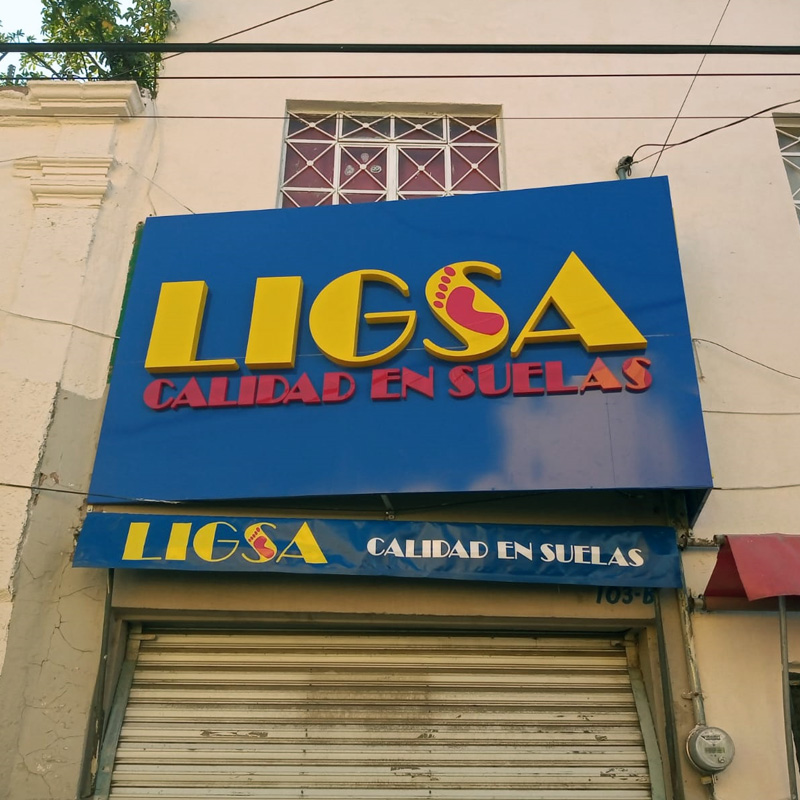 LIGSA
CALIDAD EN SUELAS
LIGSA CALIDAD EN SUELAS
103-B